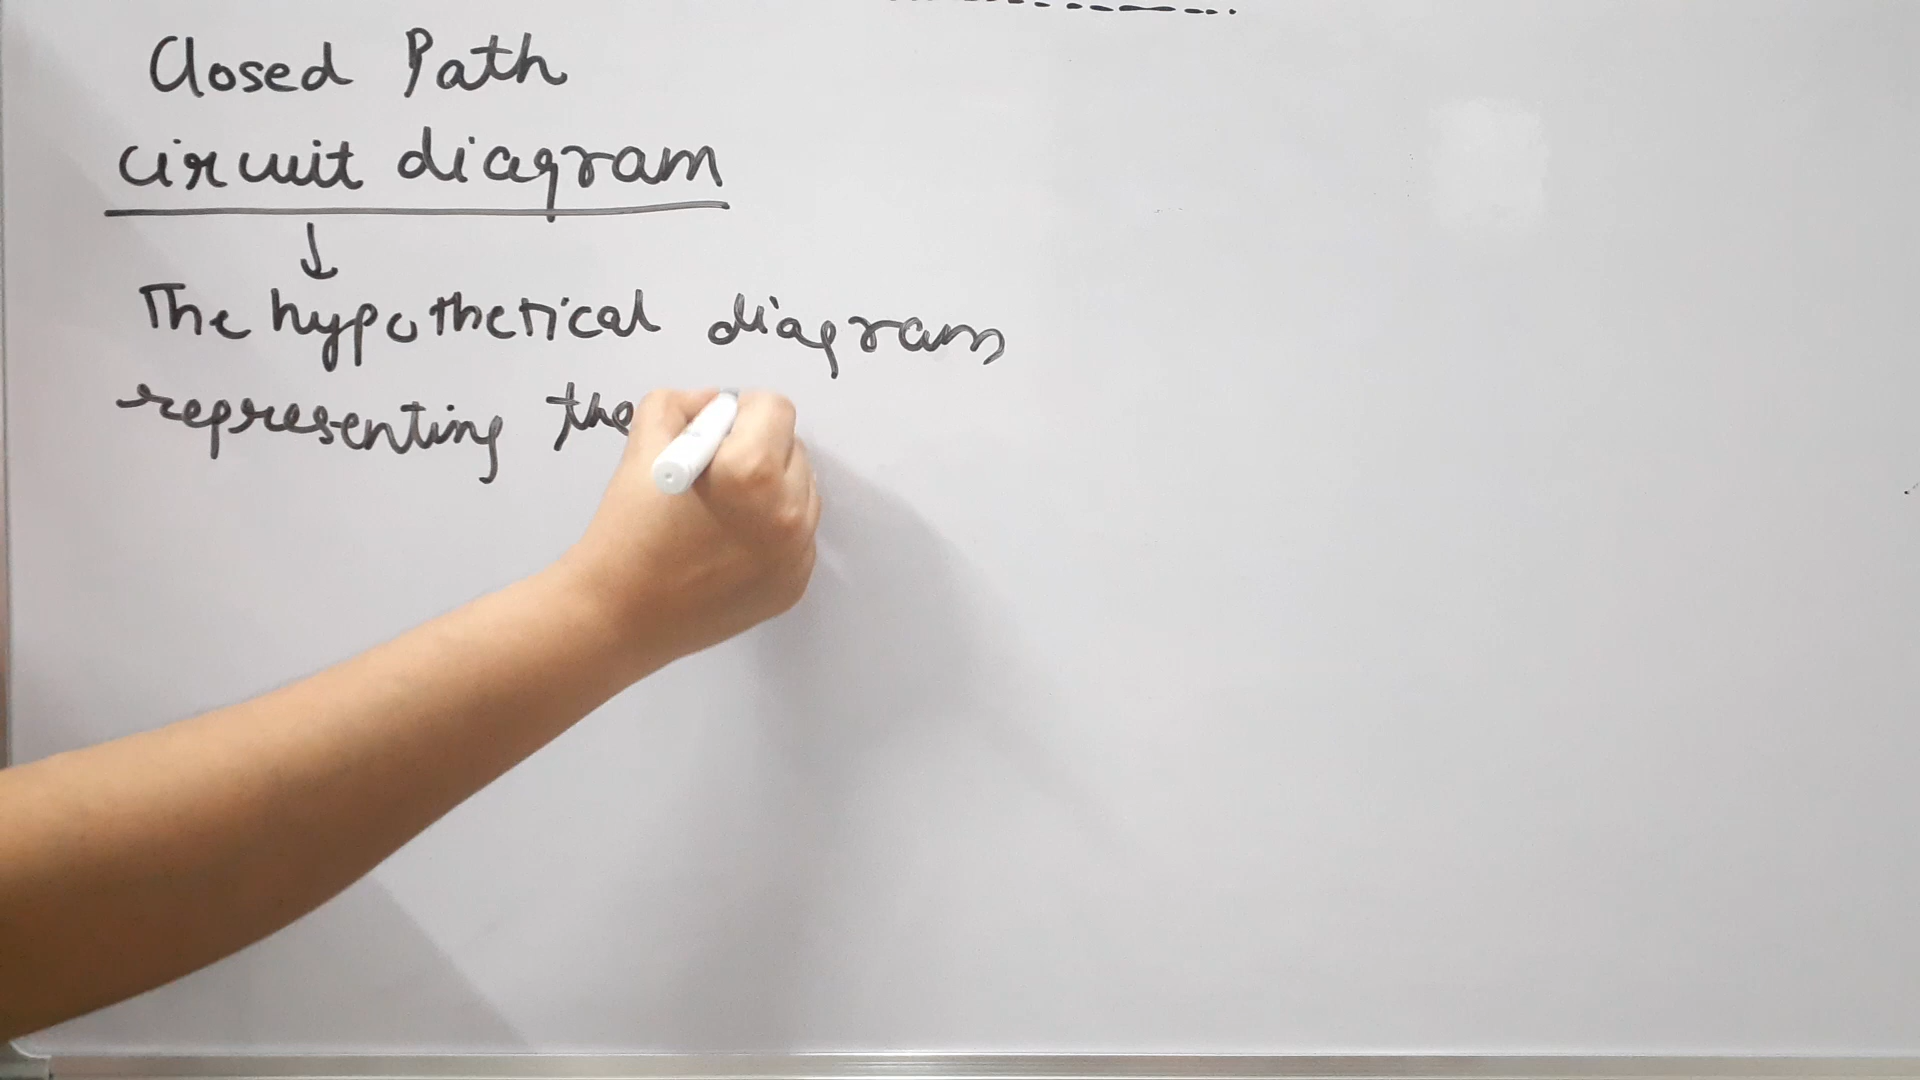 Closed Path
circuit diagram
↓
The hypothetical diagram
representing the